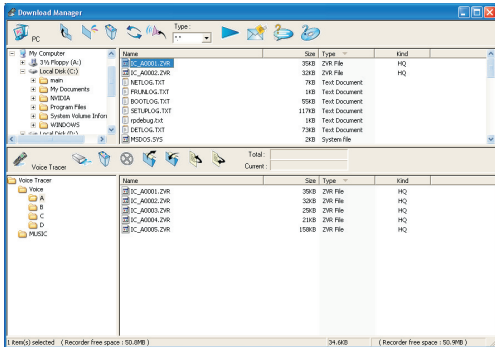 Download Manager
PC
Type :
*.*
My Computer
3½ Floppy (A:)
Local Disk (C:)
main
My Documents
NVIDIA
Program Files
System Volume Infor
WINDOWS
Local Disk (D:)
Name Size Type Kind
IC_A0001.ZVR 35KB ZVR File HQ
IC_A0002.ZVR 32KB ZVR File HQ
NETLOG.TXT 7KB Text Document
FRUNLOG.TXT 1KB Text Document
BOOTLOG.TXT 55KB Text Document
SETUPLOG.TXT 117KB Text Document
rpdebug.txt 1KB Text Document
DETLOG.TXT 73KB Text Document
MSDOS.SYS 2KB System file
Voice Tracer
Total :
Current :
Voice Tracer
Voice
A
B
C
D
MUSIC
Name Size Type Kind
IC_A0001.ZVR 35KB ZVR File HQ
IC_A0002.ZVR 32KB ZVR File HQ
IC_A0003.ZVR 25KB ZVR File HQ
IC_A0004.ZVR 21KB ZVR File HQ
IC_A0005.ZVR 158KB ZVR File HQ
1 item(s) selected ( Recorder free space : 50.8MB ) 34.6KB ( Recorder free space : 50.9MB )